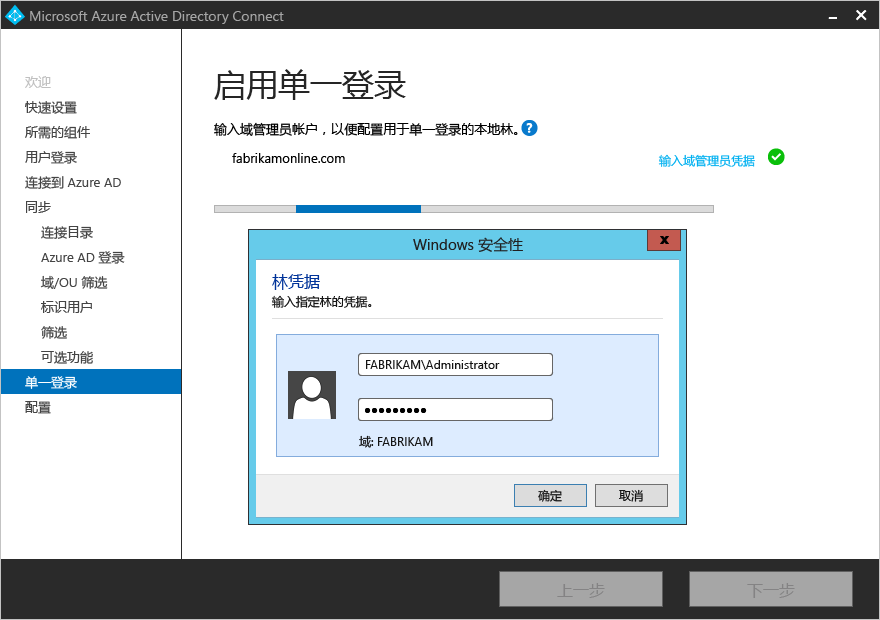 Microsoft Azure Active Directory Connect
欢迎
快速设置
所需的组件
用户登录
连接到 Azure AD
同步
连接目录
Azure AD 登录
域/OU 筛选
标识用户
筛选
可选功能
单一登录
配置
启用单一登录
输入域管理员帐户，以便配置用于单一登录的本地林。?
fabrikamonline.com
输入域管理员凭据
Windows 安全性
x
林凭据
输入指定林的凭据。
FABRIKAM\Administrator
●●●●●●●●●
域: FABRIKAM
确定
取消
上一步
下一步